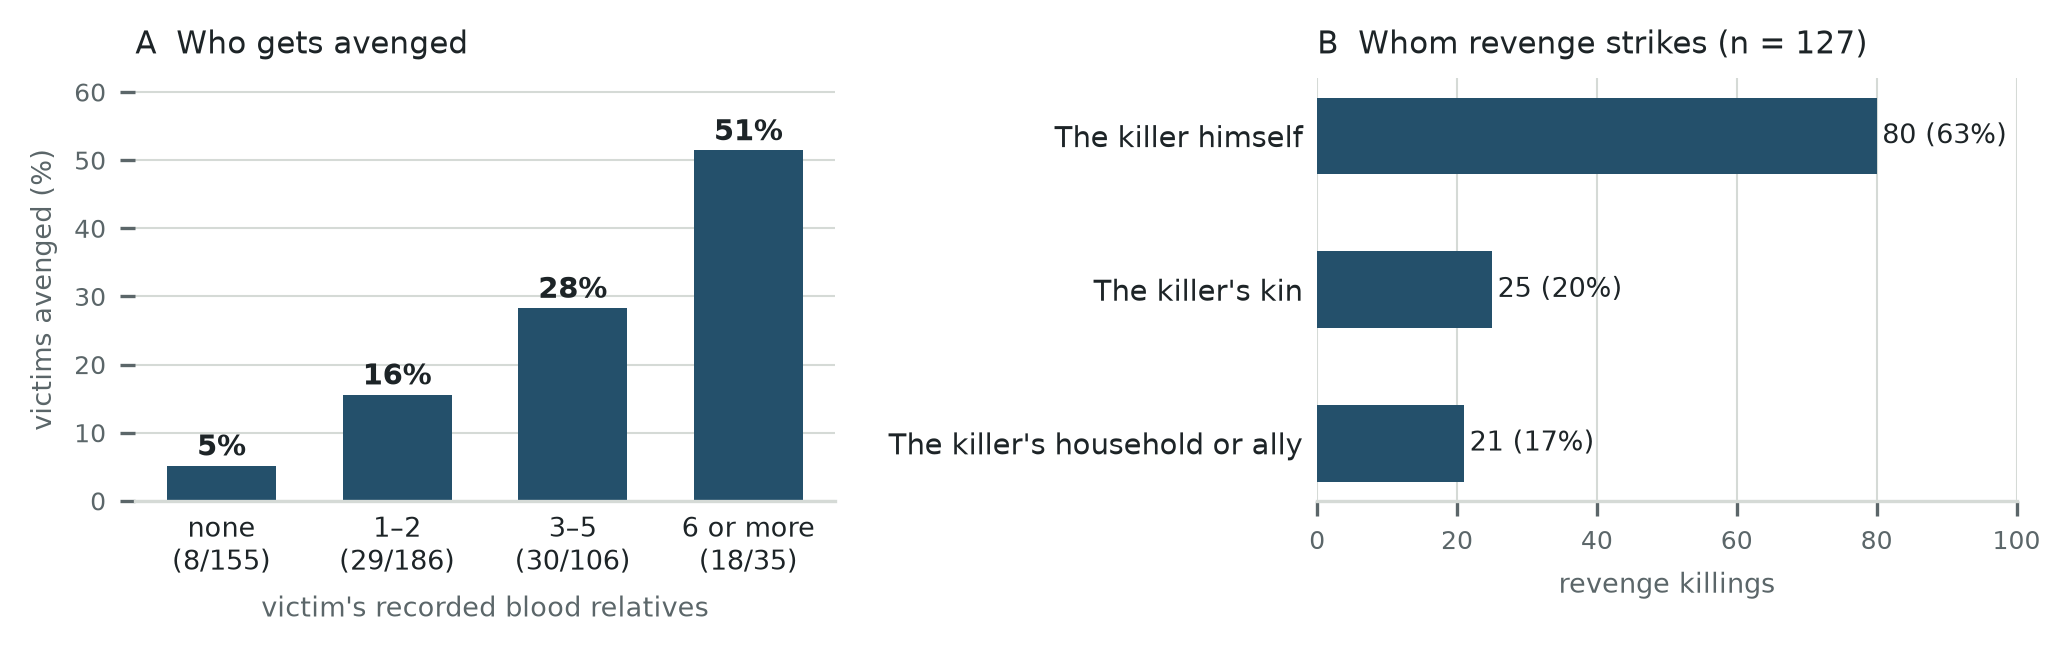 A Who gets avenged
victims avenged (%)
60
50
40
30
20
10
0
51%
28%
16%
5%
none
(8/155)
1–2
(29/186)
3–5
(30/106)
6 or more
(18/35)
victim's recorded blood relatives
B Whom revenge strikes (n = 127)
The killer himself
80 (63%)
The killer's kin
25 (20%)
The killer's household or ally
21 (17%)
0
20
40
60
80
100
revenge killings